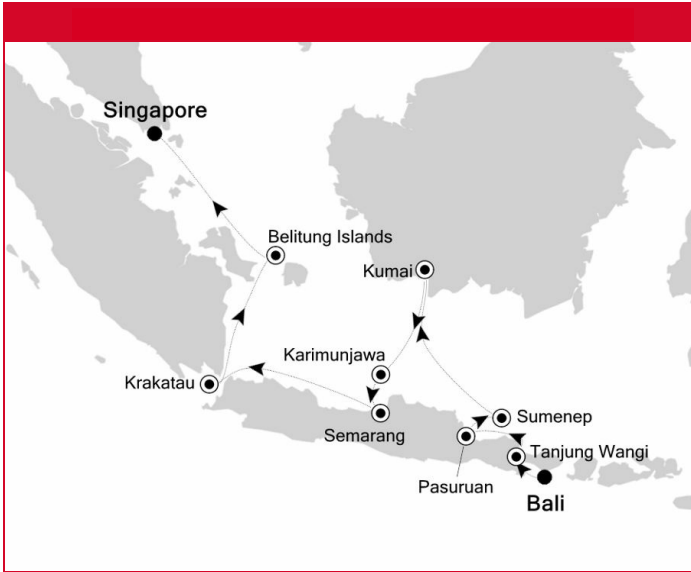 Singapore
Belitung Islands
Kumai
Karimunjawa
Krakatau
Semarang
Sumenep
Tanjung Wangi
Pasuruan
Bali